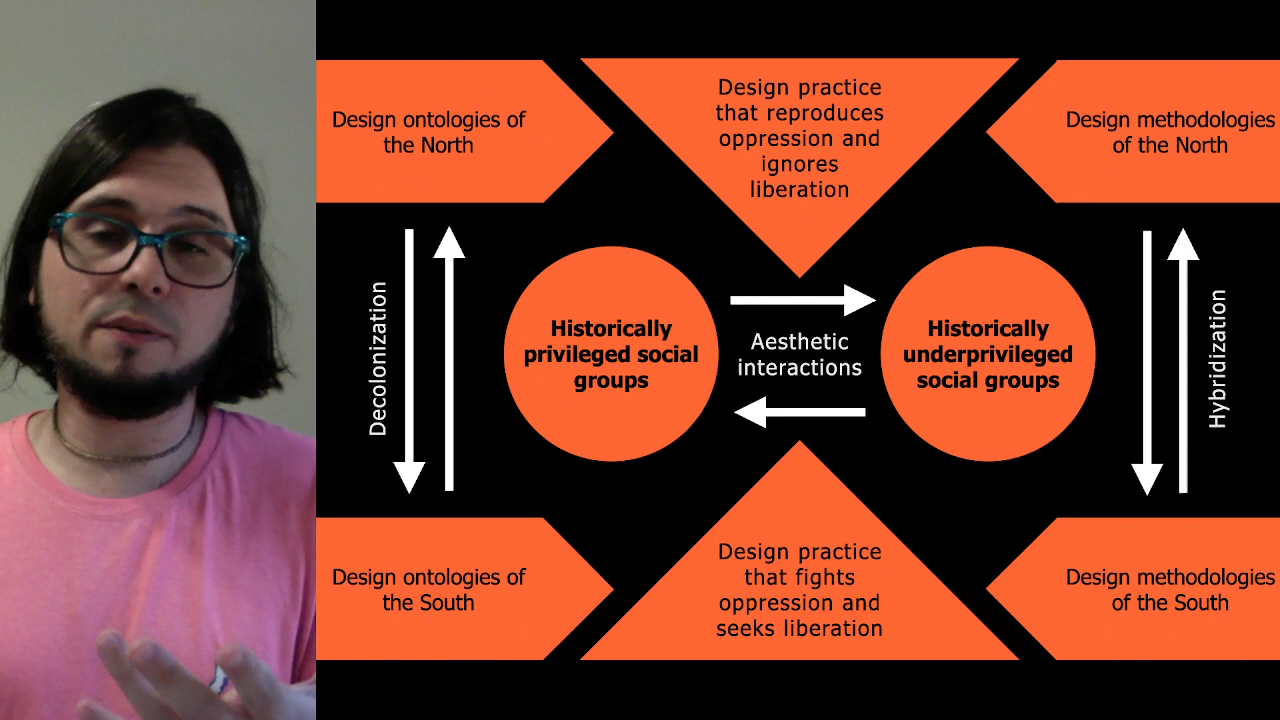 Design ontologies of
the North
Design practice
that reproduces
oppression and
ignores
liberation
Design methodologies
of the North
Decolonization
Historically
privileged social
groups
Aesthetic
interactions
Historically
underprivileged
social groups
Hybridization
Design ontologies of
the South
Design practice
that fights
oppression and
seeks liberation
Design methodologies
of the South